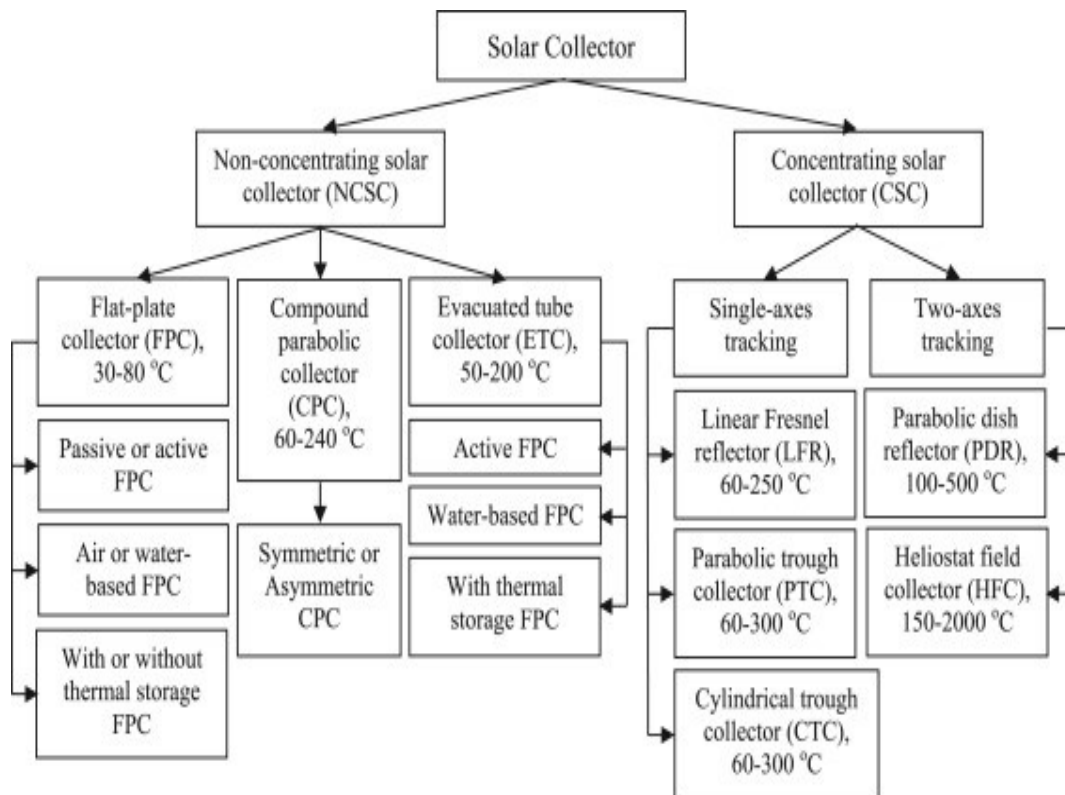 Solar Collector
Non-concentrating solar
collector (NCSC)
Concentrating solar
collector (CSC)
Flat-plate
collector (FPC),
30-80 °C
Compound
parabolic
collector
(CPC),
60-240 °C
Evacuated tube
collector (ETC),
50-200 °C
Single-axes
tracking
Two-axes
tracking
Passive or active
FPC
Air or water-
based FPC
With or without
thermal storage
FPC
Symmetric or
Asymmetric
CPC
Active FPC
Water-based FPC
With thermal
storage FPC
Linear Fresnel
reflector (LFR),
60-250 °C
Parabolic trough
collector (PTC),
60-300 °C
Cylindrical trough
collector (CTC),
60-300 °C
Parabolic dish
reflector (PDR),
100-500 °C
Heliostat field
collector (HFC),
150-2000 °C